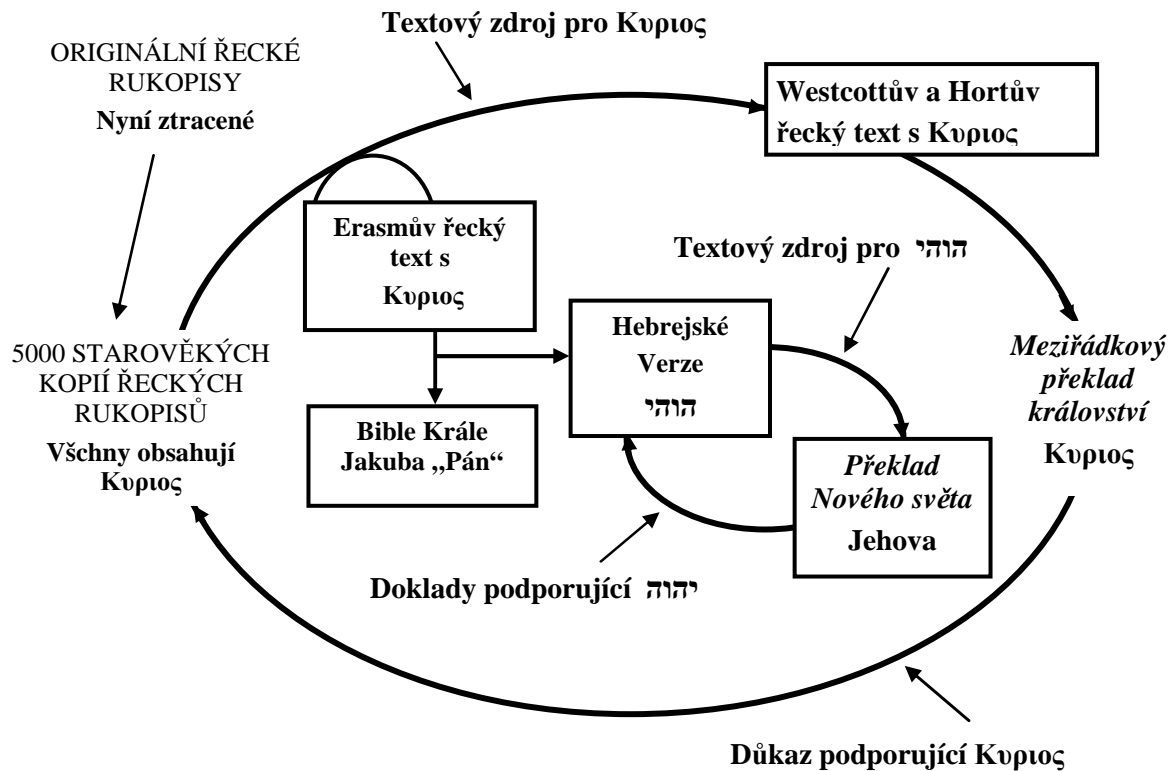 Textový zdroj pro Κυριος
ORIGINÁLNÍ ŘECKÉ
RUKOPISY
Nyní ztracené
Westcottův a Hortův
řecký text s Κυριος
Erasmův řecký
text s
Κυριος
Textový zdroj pro יהוה
Hebrejské
Verze
יהוה
5000 STAROVĚKÝCH
KOPIÍ ŘECKÝCH
RUKOPISŮ
Všchny obsahují
Κυριος
Meziřádkový
překlad
království
Κυριος
Bible Krále
Jakuba „Pán“
Překlad
Nového světa
Jehova
Doklady podporující הוהי
Důkaz podporující Κυριος